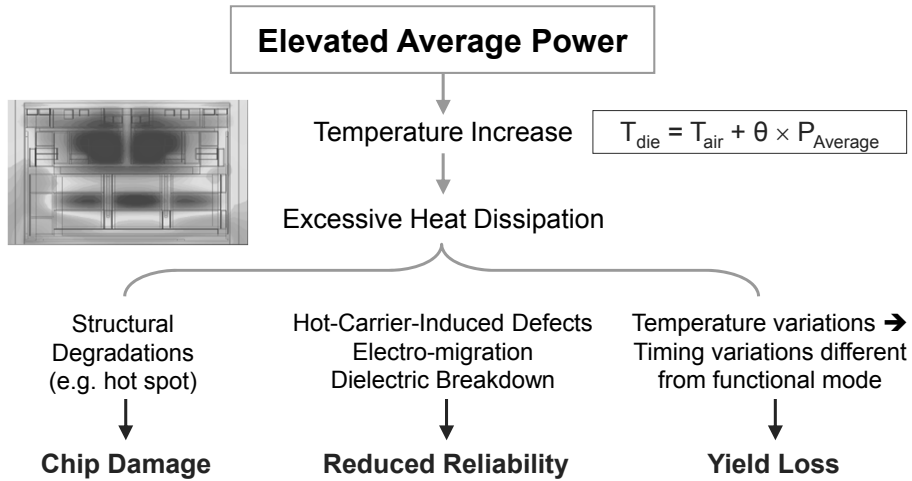 Elevated Average Power
Temperature Increase
T_die = T_air + θ × P_Average
Excessive Heat Dissipation
Structural
Degradations
(e.g. hot spot)
Chip Damage
Hot-Carrier-Induced Defects
Electro-migration
Dielectric Breakdown
Reduced Reliability
Temperature variations ➔
Timing variations different
from functional mode
Yield Loss